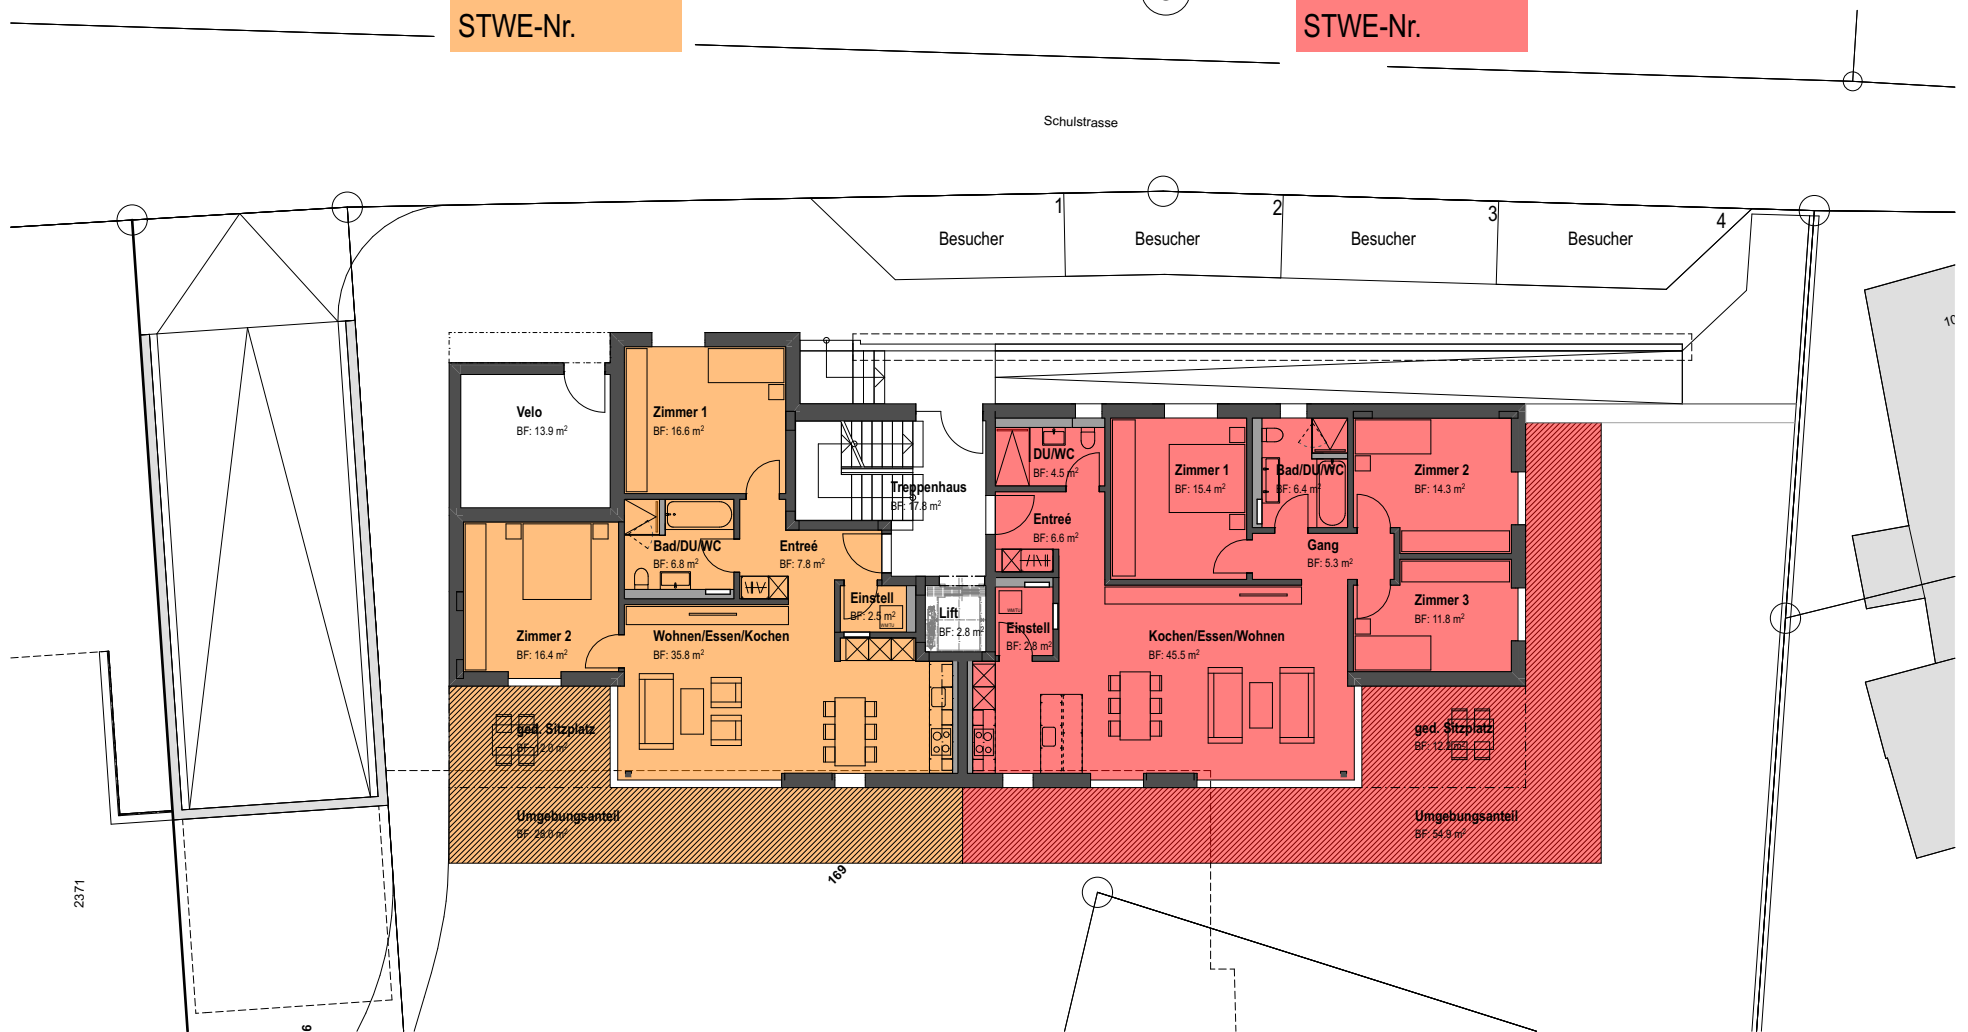 STWE-Nr.
STWE-Nr.
Schulstrasse
1
2
3
4
Besucher
Besucher
Besucher
Besucher
10
Velo
BF: 13.9 m²
Zimmer 1
BF: 16.6 m²
Treppenhaus
BF: 17.8 m²
DU/WC
BF: 4.5 m²
Zimmer 1
BF: 15.4 m²
Bad/DU/WC
BF: 6.4 m²
Zimmer 2
BF: 14.3 m²
Entreé
BF: 6.6 m²
Bad/DU/WC
BF: 6.8 m²
Entreé
BF: 7.8 m²
Gang
BF: 5.3 m²
Einstell
BF: 2.5 m²
WM/TU
Lift
BF: 2.8 m²
WM/TU
Einstell
BF: 2.8 m²
Zimmer 3
BF: 11.8 m²
Zimmer 2
BF: 16.4 m²
Wohnen/Essen/Kochen
BF: 35.8 m²
Kochen/Essen/Wohnen
BF: 45.5 m²
ged. Sitzplatz
ged. Sitzplatz
Umgebungsanteil
BF: 28.0 m²
Umgebungsanteil
BF: 54.9 m²
169
2371